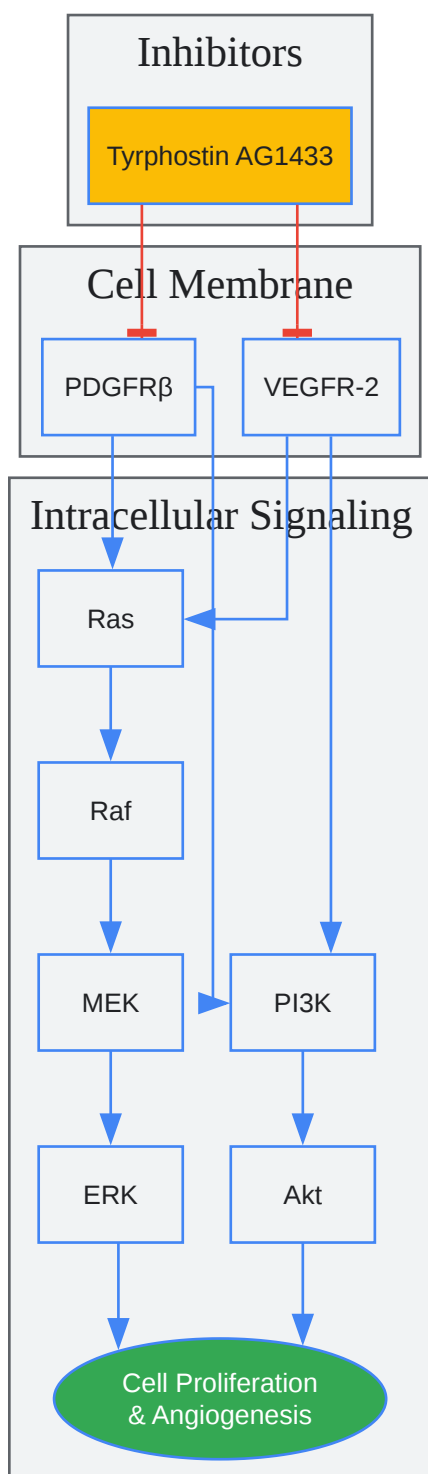 Inhibitors
Tyrphostin AG1433
Cell Membrane
PDGFRβ
VEGFR-2
Intracellular Signaling
Ras
Raf
MEK
PI3K
ERK
Akt
Cell Proliferation
& Angiogenesis